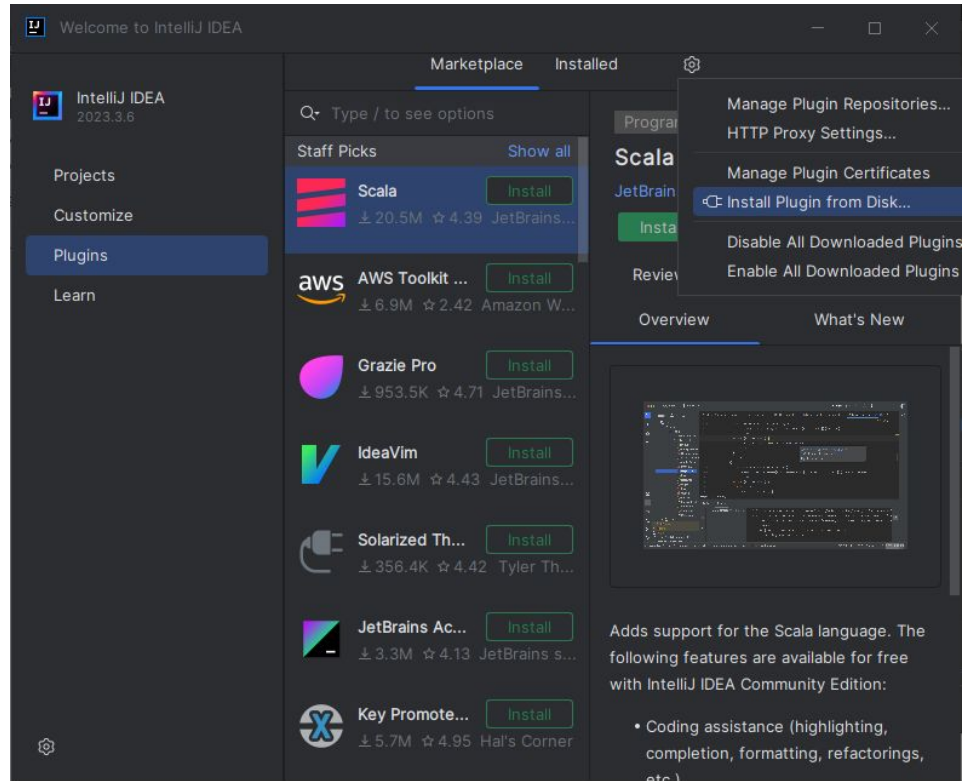 Welcome to IntelliJ IDEA
IntelliJ IDEA
2023.3.6
Projects
Customize
Plugins
Learn
Marketplace Installed
Type / to see options
Staff Picks Show all
Scala Install
20.5M 4.39 JetBrains...
AWS Toolkit ... Install
aws
6.9M 2.42 Amazon W...
Grazie Pro Install
953.5K 4.71 JetBrains...
IdeaVim Install
15.6M 4.43 JetBrains...
Solarized Th... Install
356.4K 4.42 Tyler Th...
JetBrains Ac... Install
3.3M 4.13 JetBrains s...
Key Promote... Install
5.7M 4.95 Hal's Corner
Manage Plugin Repositories...
HTTP Proxy Settings...
Manage Plugin Certificates
Install Plugin from Disk...
Disable All Downloaded Plugins
Enable All Downloaded Plugins
Progra
Scala
JetBrain
Insta
Review
Overview What's New
Adds support for the Scala language. The
following features are available for free
with IntelliJ IDEA Community Edition:
• Coding assistance (highlighting,
completion, formatting, refactorings,
etc.)